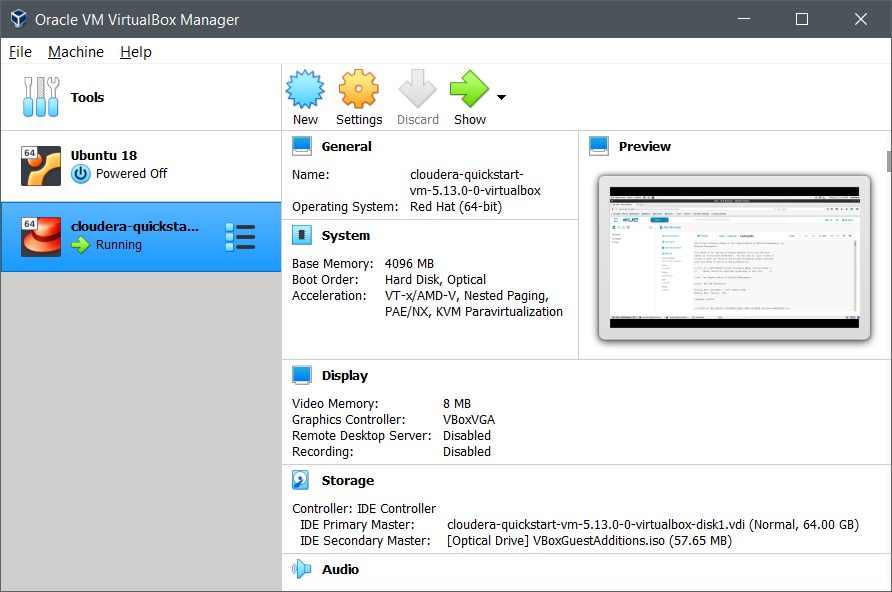 Oracle VM VirtualBox Manager
File Machine Help
Tools
New Settings Discard Show
64
Ubuntu 18
Powered Off
64
cloudera-quicksta...
Running
General
Name: cloudera-quickstart-
vm-5.13.0-0-virtualbox
Operating System: Red Hat (64-bit)
Preview
System
Base Memory: 4096 MB
Boot Order: Hard Disk, Optical
Acceleration: VT-x/AMD-V, Nested Paging,
PAE/NX, KVM Paravirtualization
Display
Video Memory: 8 MB
Graphics Controller: VBoxVGA
Remote Desktop Server: Disabled
Recording: Disabled
Storage
Controller: IDE Controller
IDE Primary Master: cloudera-quickstart-vm-5.13.0-0-virtualbox-disk1.vdi (Normal, 64.00 GB)
IDE Secondary Master: [Optical Drive] VBoxGuestAdditions.iso (57.65 MB)
Audio